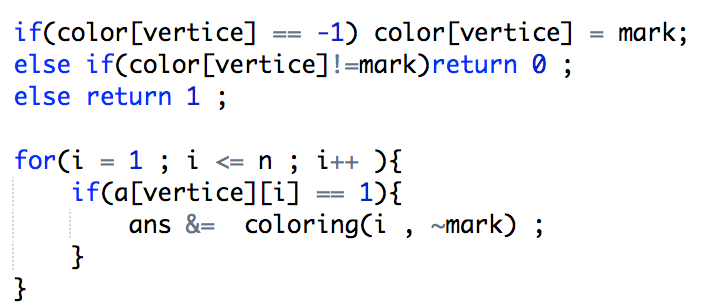 if(color[vertice] == -1) color[vertice] = mark;
else if(color[vertice]!=mark)return 0 ;
else return 1 ;
for(i = 1 ; i <= n ; i++ ){
if(a[vertice][i] == 1){
ans &= coloring(i , ~mark) ;
}
}